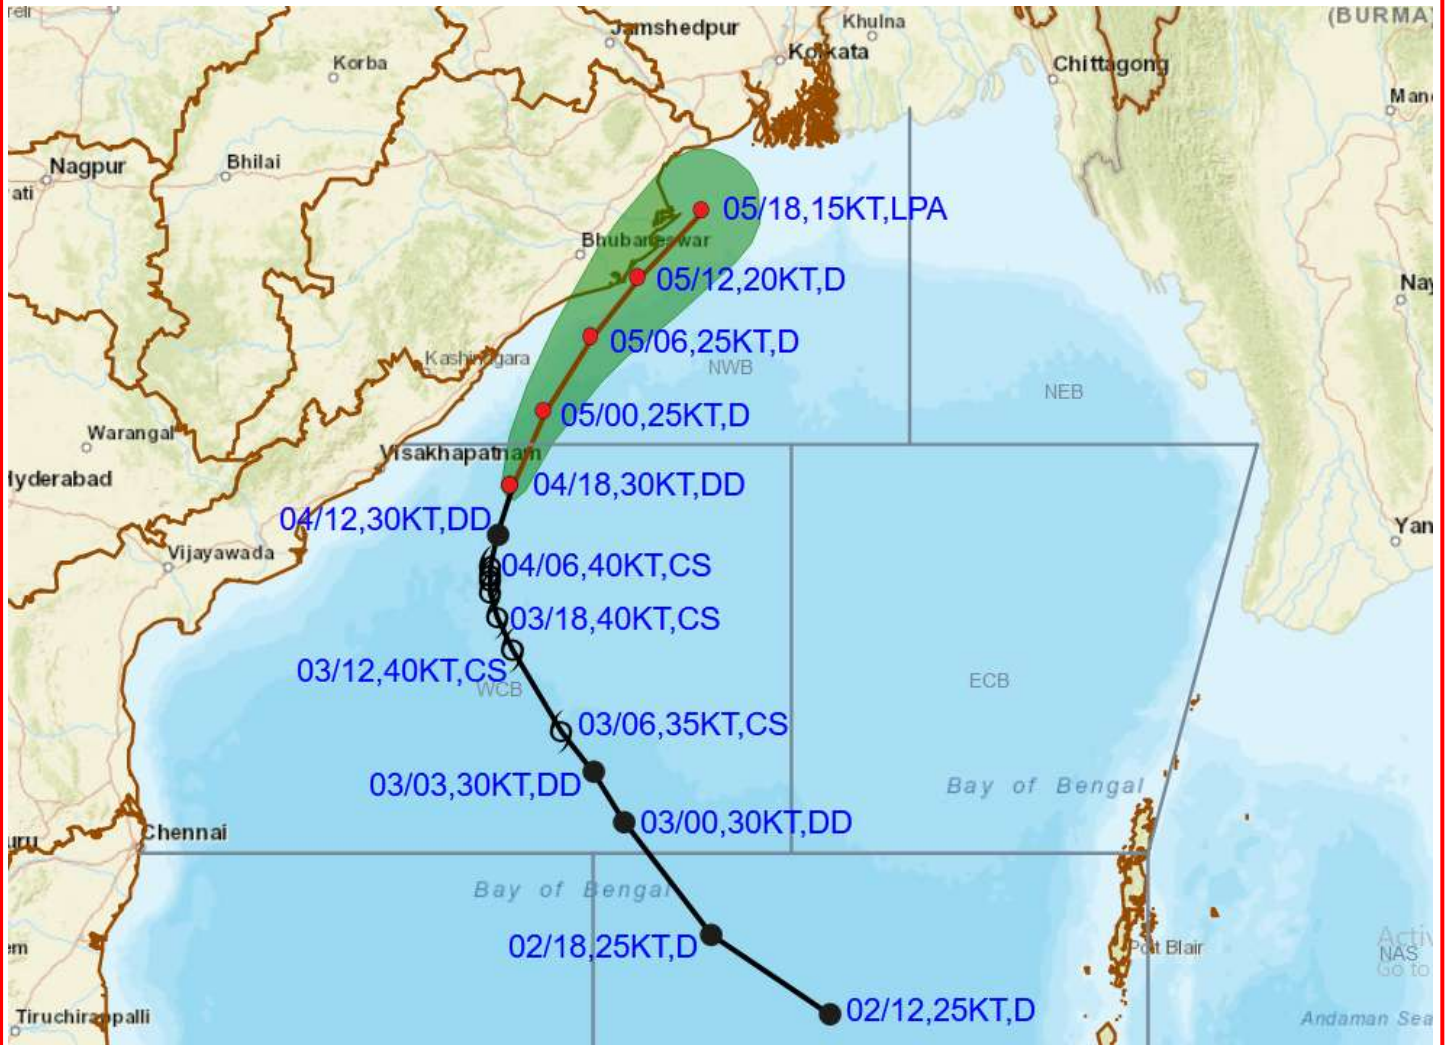 Jamshedpur
Khulna
(BURMA)
Korba
Kolkata
Chittagong
Nagpur
Bhilai
05/18,15KT,LPA
Bhubaneswar
05/12,20KT,D
05/06,25KT,D
NWB
NEB
05/00,25KT,D
Warangal
Visakhapatnam
04/18,30KT,DD
04/12,30KT,DD
Vijayawada
04/06,40KT,CS
03/18,40KT,CS
03/12,40KT,CS
WCB
ECB
03/06,35KT,CS
03/03,30KT,DD
Bay of Bengal
03/00,30KT,DD
Chennai
Bay of Bengal
02/18,25KT,D
Port Blair
NAS
Go to
02/12,25KT,D
Tiruchirappalli
Andaman Sea